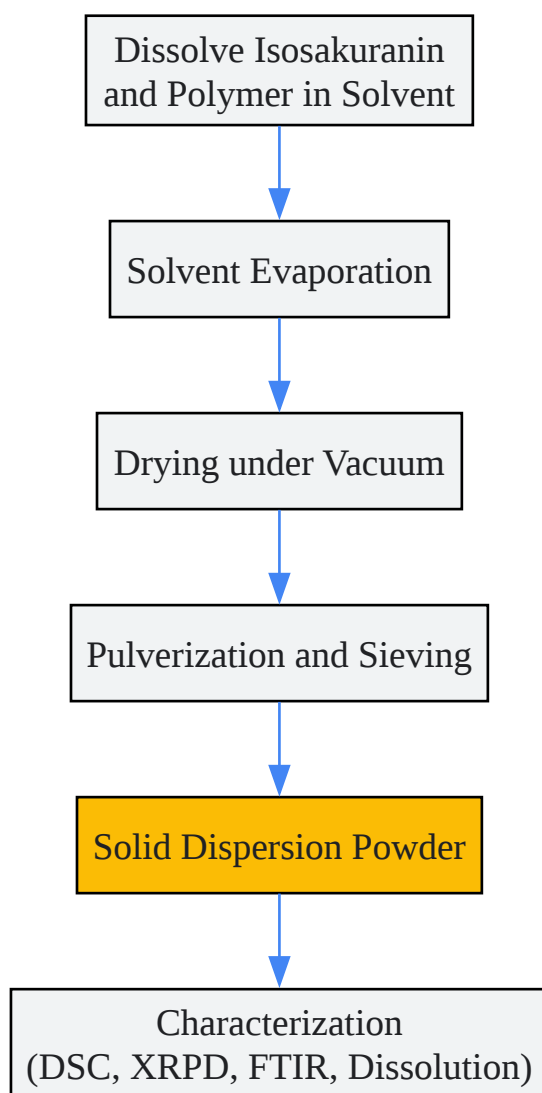 Dissolve Isosakuranin
and Polymer in Solvent
Solvent Evaporation
Drying under Vacuum
Pulverization and Sieving
Solid Dispersion Powder
Characterization
(DSC, XRPD, FTIR, Dissolution)